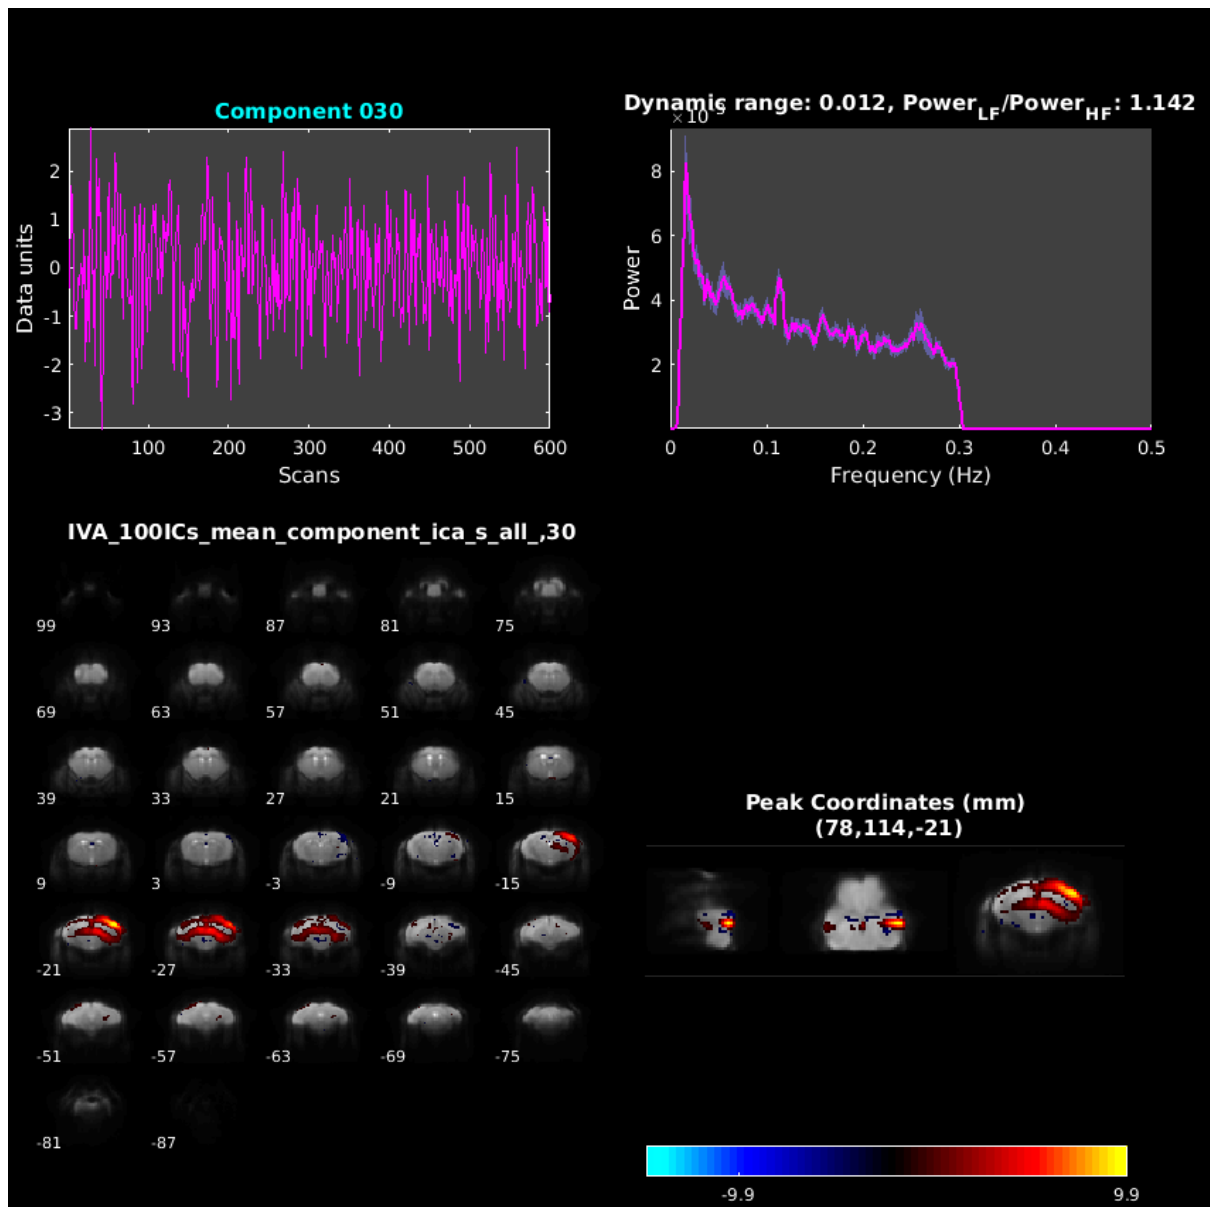 Component 030
Data units
2
1
0
-1
-2
-3
100 200 300 400 500 600
Scans
Dynamic range: 0.012, Power_LF/Power_HF: 1.142
Power
8
6
4
2
0 0.1 0.2 0.3 0.4 0.5
Frequency (Hz)
IVA_100ICs_mean_component_ica_s_all_,30
99 93 87 81 75
69 63 57 51 45
39 33 27 21 15
9 3 -3 -9 -15
-21 -27 -33 -39 -45
-51 -57 -63 -69 -75
-81 -87
Peak Coordinates (mm)
(78,114,-21)
-9.9 9.9